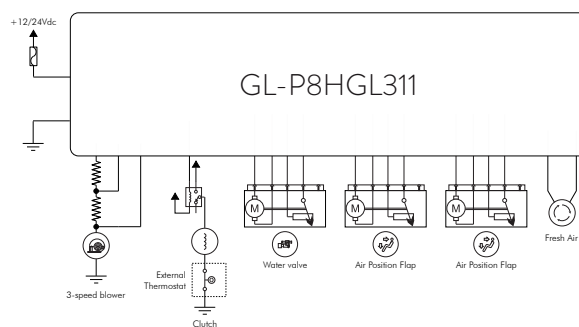 +12/24Vdc
GL-P8HGL311
M
M
M
Fresh Air
Water valve
Air Position Flap
Air Position Flap
External
Thermostat
3-speed blower
Clutch